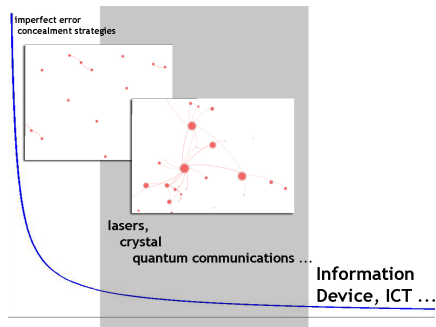 imperfect error
concealment strategies
lasers,
crystal
quantum communications ...
Information
Device, ICT ...